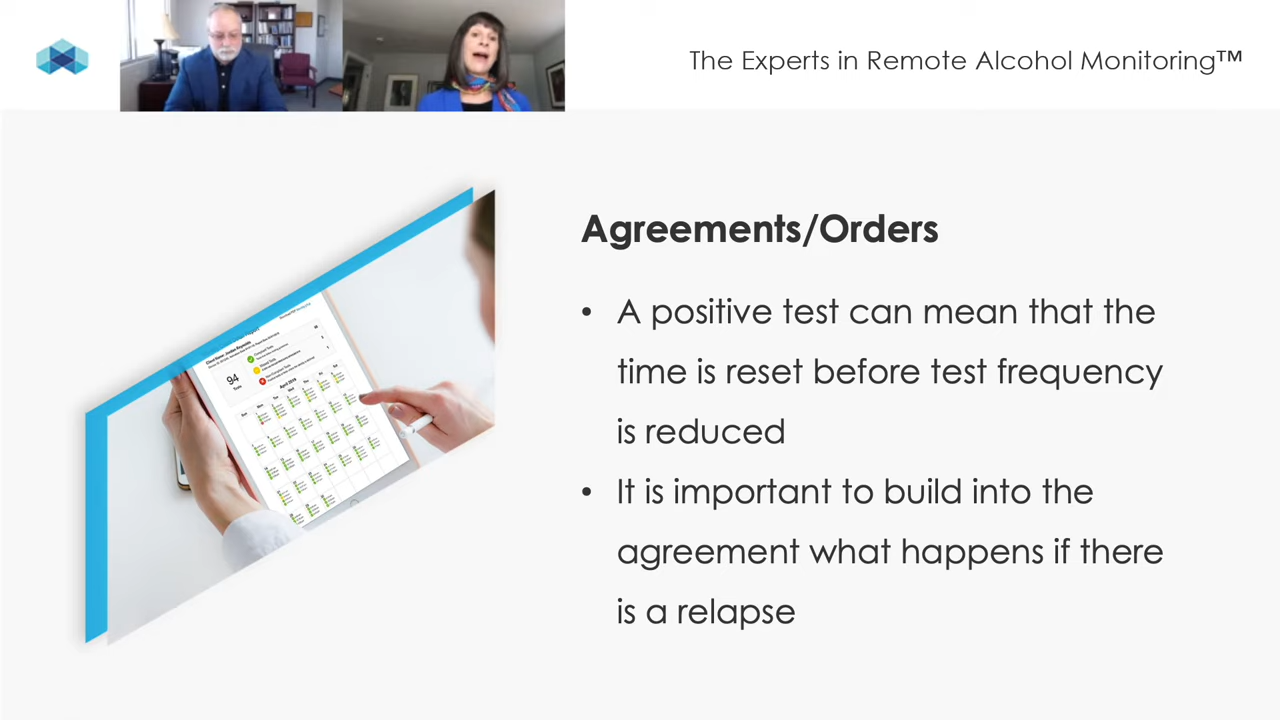 The Experts in Remote Alcohol Monitoring™
Agreements/Orders
• A positive test can mean that the
time is reset before test frequency
is reduced
• It is important to build into the
agreement what happens if there
is a relapse
94
Tests
April 2019